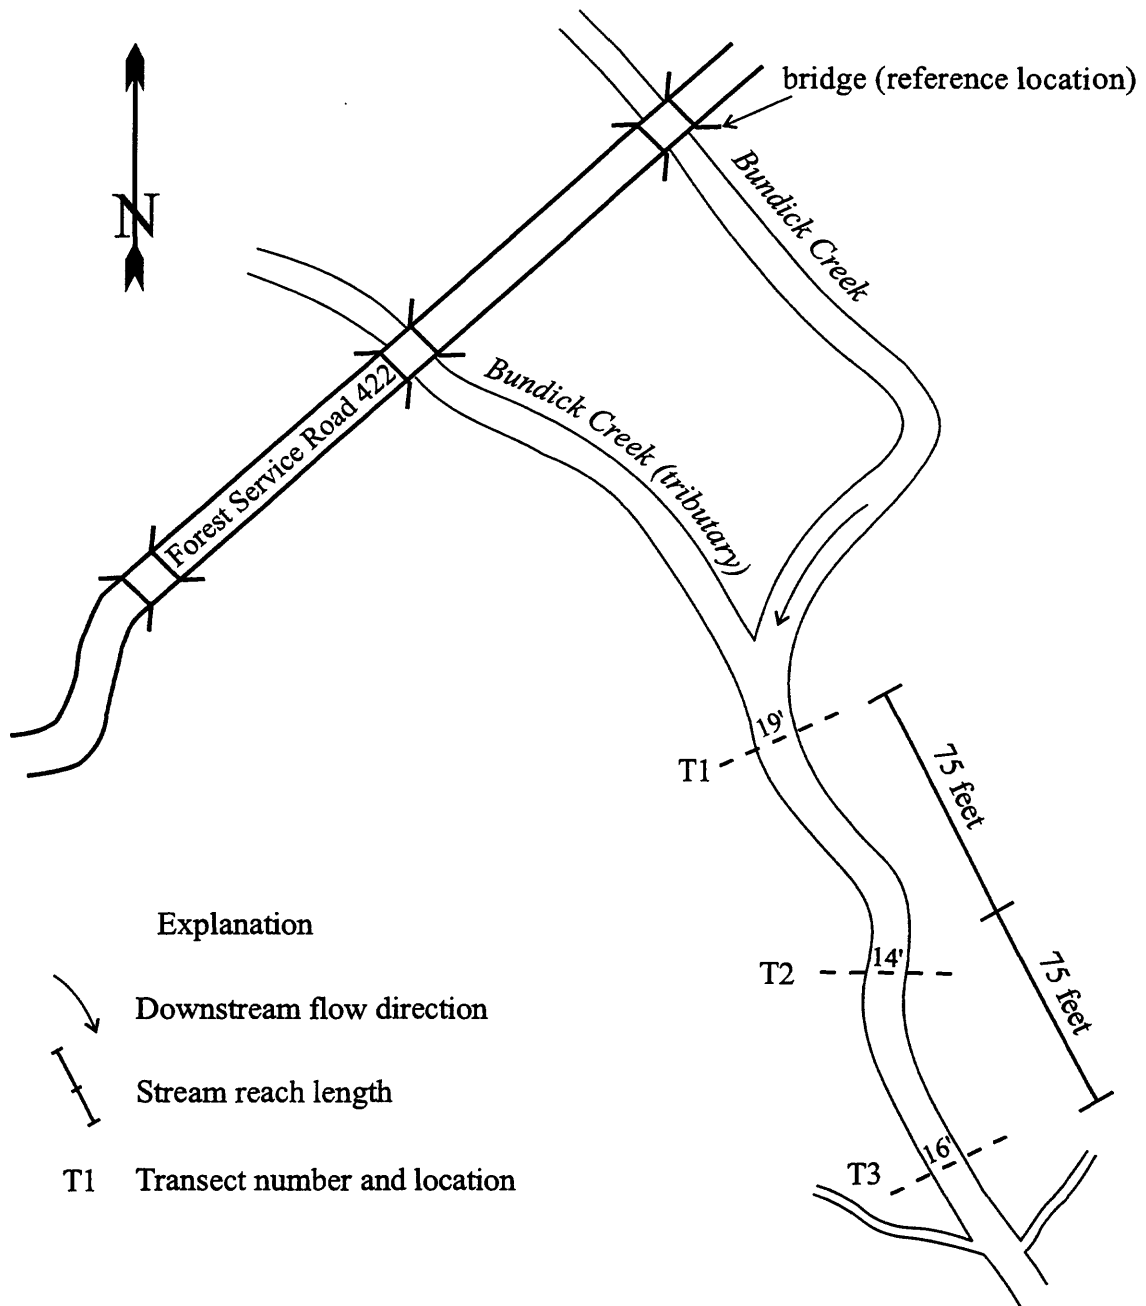 bridge (reference location)
N
Bundick Creek
Bundick Creek (tributary)
Forest Service Road 422
19'
T1
75 feet
14'
T2
75 feet
16'
T3
Explanation
Downstream flow direction
Stream reach length
T1 Transect number and location